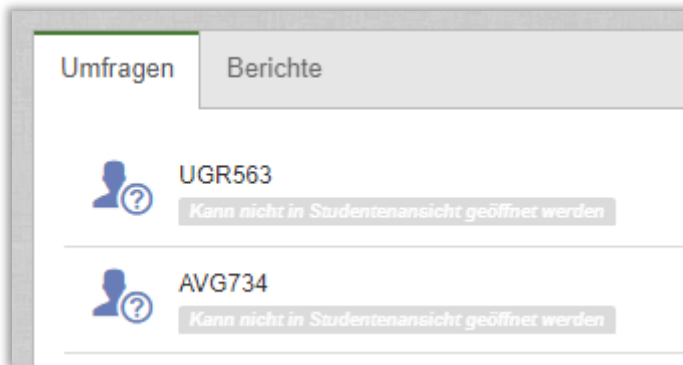 Umfragen Berichte
UGR563
Kann nicht in Studentenansicht geöffnet werden
AVG734
Kann nicht in Studentenansicht geöffnet werden